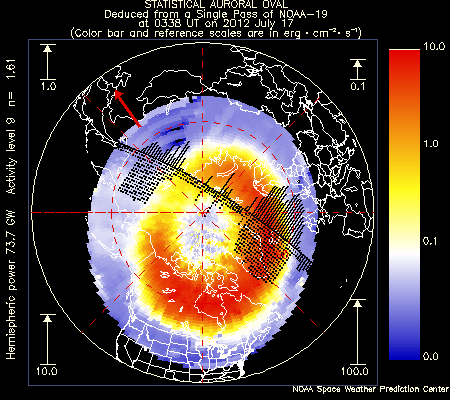 STATISTICAL AURORAL OVAL
Deduced from a Single Pass of NOAA-19
at 0338 UT on 2012 July 17
(Color bar and reference scales are in erg · cm⁻² · s⁻¹)
1.0
0.1
10.0
100.0
Hemispheric power 73.7 GW Activity level 9 n= 1.61
10.0
1.0
0.1
0.0
NOAA Space Weather Prediction Center